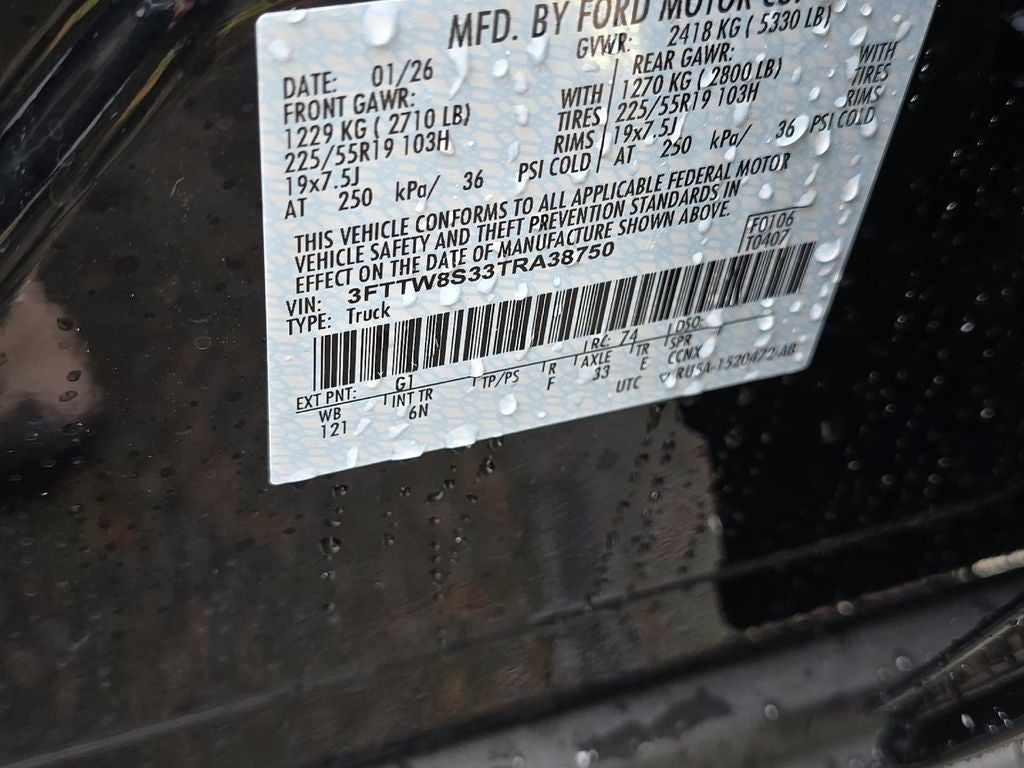 MFD. BY FORD MOTOR CO.
GVWR: 2418 KG ( 5330 LB)
DATE: 01/26
FRONT GAWR:
1229 KG ( 2710 LB)
225/55R19 103H
19x7.5J
AT 250 kPa/ 36 PSI COLD
WITH
TIRES
RIMS
REAR GAWR:
1270 KG ( 2800 LB)
225/55R19 103H
19x7.5J
AT 250 kPa/ 36 PSI COLD
WITH
TIRES
RIMS
THIS VEHICLE CONFORMS TO ALL APPLICABLE FEDERAL MOTOR
VEHICLE SAFETY AND THEFT PREVENTION STANDARDS IN
EFFECT ON THE DATE OF MANUFACTURE SHOWN ABOVE.
VIN: 3FTTW8S33TRA38750
TYPE: Truck
F0106
T0407
EXT PNT: G1 RC: 74 DSO:
WB INT TR TP/PS R AXLE TR SPR
121 6N F 33 E CCNX
UTC